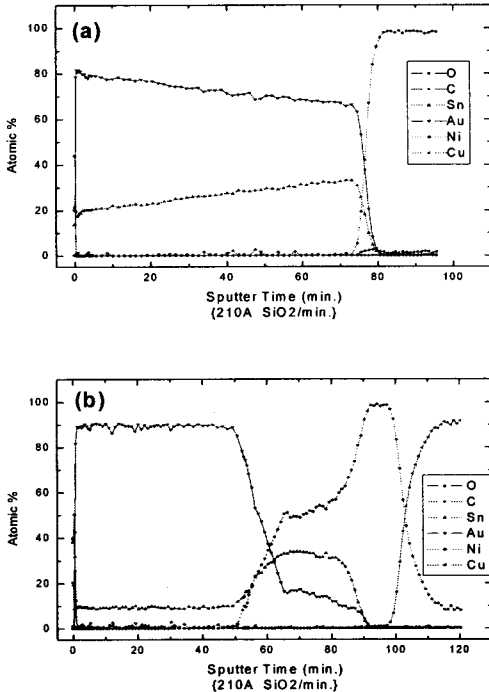 (a)
Atomic %
100
80
60
40
20
0
O
C
Sn
Au
Ni
Cu
0 20 40 60 80 100
Sputter Time (min.)
{210A SiO2/min.}
(b)
Atomic %
100
80
60
40
20
0
O
C
Sn
Au
Ni
Cu
0 20 40 60 80 100 120
Sputter Time (min.)
{210A SiO2/min.}